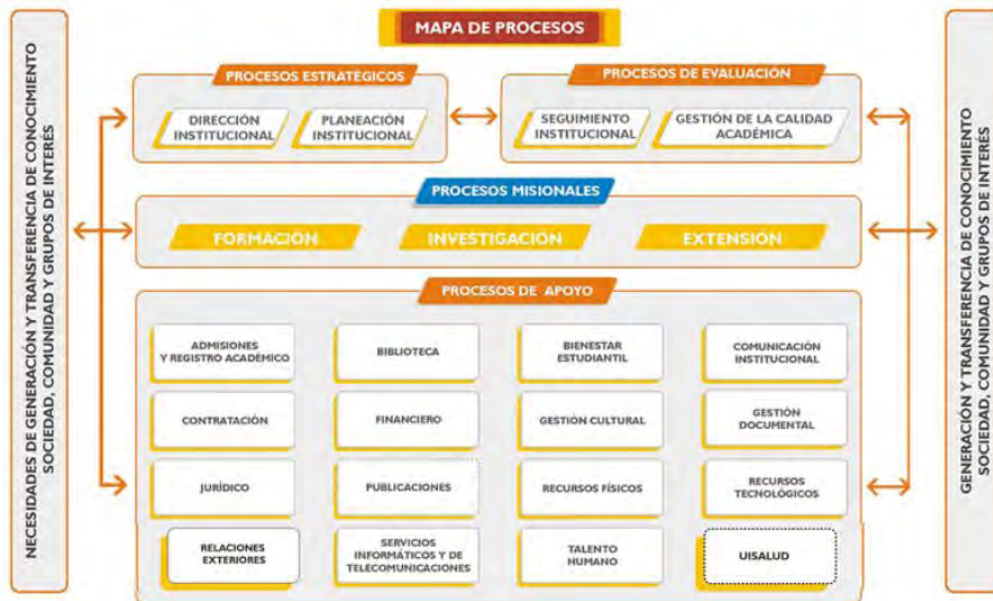 MAPA DE PROCESOS
NECESIDADES DE GENERACIÓN Y TRANSFERENCIA DE CONOCIMIENTO
SOCIEDAD, COMUNIDAD Y GRUPOS DE INTERÉS
PROCESOS ESTRATÉGICOS
DIRECCIÓN
INSTITUCIONAL
PLANEACIÓN
INSTITUCIONAL
PROCESOS DE EVALUACIÓN
SEGUIMIENTO
INSTITUCIONAL
GESTIÓN DE LA CALIDAD
ACADÉMICA
PROCESOS MISIONALES
FORMACIÓN
INVESTIGACIÓN
EXTENSIÓN
PROCESOS DE APOYO
ADMISIONES
Y REGISTRO ACADÉMICO
BIBLIOTECA
BIENESTAR
ESTUDIANTIL
COMUNICACIÓN
INSTITUCIONAL
CONTRATACIÓN
FINANCIERO
GESTIÓN CULTURAL
GESTIÓN
DOCUMENTAL
JURÍDICO
PUBLICACIONES
RECURSOS FÍSICOS
RECURSOS
TECNOLÓGICOS
RELACIONES
EXTERIORES
SERVICIOS
INFORMÁTICOS Y DE
TELECOMUNICACIONES
TALENTO
HUMANO
UISALUD
GENERACIÓN Y TRANSFERENCIA DE CONOCIMIENTO
SOCIEDAD, COMUNIDAD Y GRUPOS DE INTERÉS